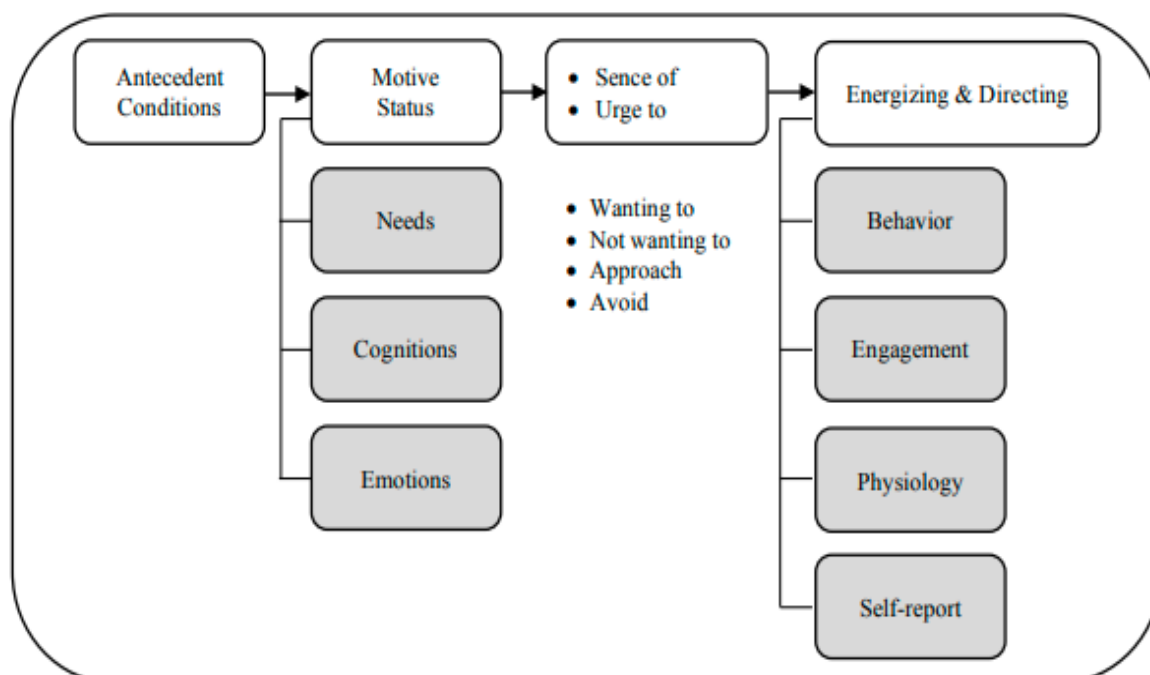 Antecedent
Conditions
Motive
Status
• Sence of
• Urge to
Energizing & Directing
Needs
Cognitions
Emotions
• Wanting to
• Not wanting to
• Approach
• Avoid
Behavior
Engagement
Physiology
Self-report